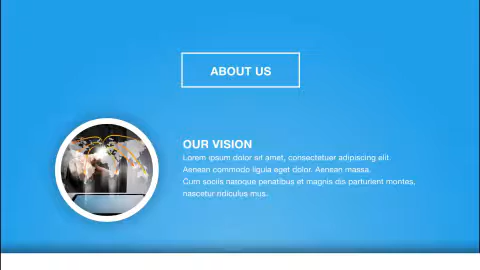 ABOUT US
OUR VISION
Lorem ipsum dolor sit amet, consectetuer adipiscing elit.
Aenean commodo ligula eget dolor. Aenean massa.
Cum sociis natoque penatibus et magnis dis parturient montes,
nascetur ridiculus mus.